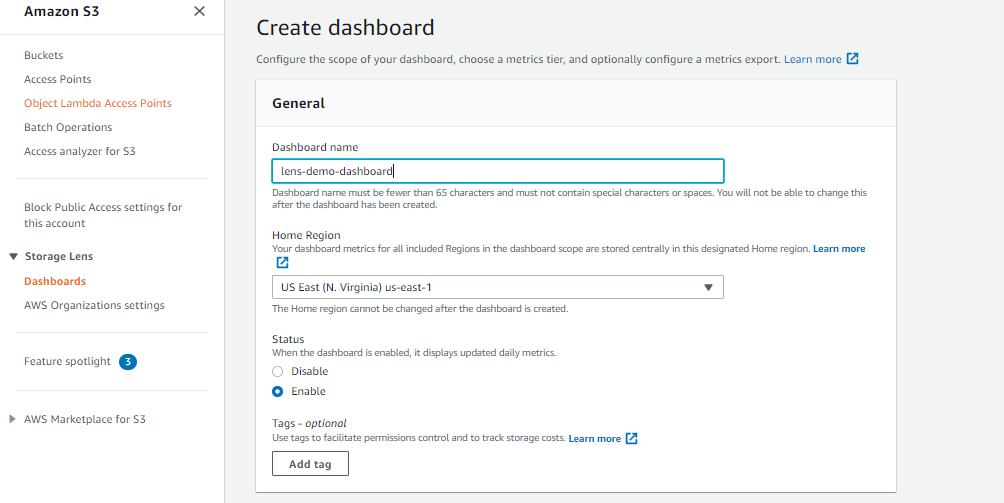 Amazon S3
Buckets
Access Points
Object Lambda Access Points
Batch Operations
Access analyzer for S3
Block Public Access settings for
this account
Storage Lens
Dashboards
AWS Organizations settings
Feature spotlight 3
AWS Marketplace for S3
Create dashboard
Configure the scope of your dashboard, choose a metrics tier, and optionally configure a metrics export. Learn more
General
Dashboard name
lens-demo-dashboard
Dashboard name must be fewer than 65 characters and must not contain special characters or spaces. You will not be able to change this
after the dashboard has been created.
Home Region
Your dashboard metrics for all included Regions in the dashboard scope are stored centrally in this designated Home region. Learn more
US East (N. Virginia) us-east-1
The Home region cannot be changed after the dashboard is created.
Status
When the dashboard is enabled, it displays updated daily metrics.
Disable
Enable
Tags - optional
Use tags to facilitate permissions control and to track storage costs. Learn more
Add tag